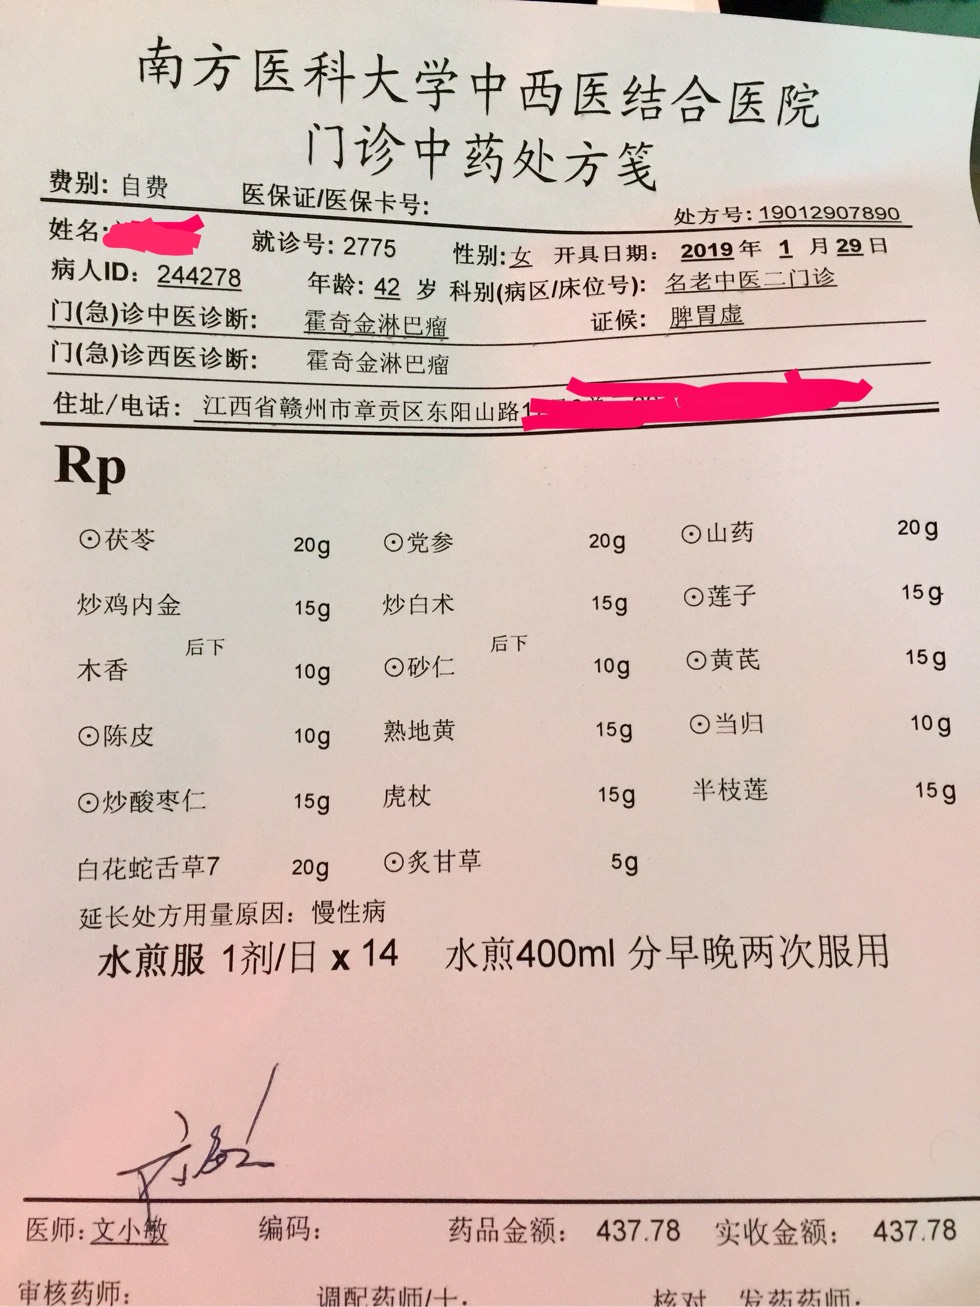 南方医科大学中西医结合医院
门诊中药处方笺
费别: 自费 医保证/医保卡号:
处方号: 19012907890
姓名: 就诊号: 2775 性别: 女 开具日期: 2019 年 1 月 29 日
病人ID: 244278 年龄: 42 岁 科别(病区/床位号): 名老中医二门诊
门(急)诊中医诊断: 霍奇金淋巴瘤 证候: 脾胃虚
门(急)诊西医诊断: 霍奇金淋巴瘤
住址/电话: 江西省赣州市章贡区东阳山路1
Rp
⊙茯苓 20g ⊙党参 20g ⊙山药 20g
炒鸡内金 15g 炒白术 15g ⊙莲子 15g
木香 后下 10g ⊙砂仁 后下 10g ⊙黄芪 15g
⊙陈皮 10g 熟地黄 15g ⊙当归 10g
⊙炒酸枣仁 15g 虎杖 15g 半枝莲 15g
白花蛇舌草7 20g ⊙炙甘草 5g
延长处方用量原因: 慢性病
水煎服 1剂/日 x 14 水煎400ml 分早晚两次服用
医师: 文小敏 编码: 药品金额: 437.78 实收金额: 437.78
审核药师: 调配药师/士: 核对、发药药师: